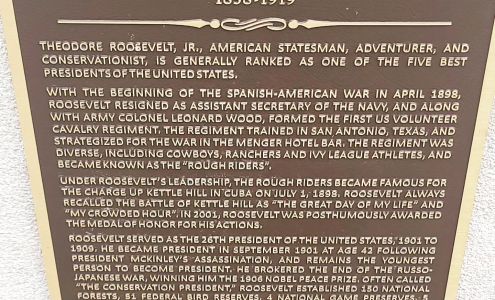 1858-1919
THEODORE ROOSEVELT, JR., AMERICAN STATESMAN, ADVENTURER, AND
CONSERVATIONIST, IS GENERALLY RANKED AS ONE OF THE FIVE BEST
PRESIDENTS OF THE UNITED STATES.
WITH THE BEGINNING OF THE SPANISH-AMERICAN WAR IN APRIL 1898,
ROOSEVELT RESIGNED AS ASSISTANT SECRETARY OF THE NAVY, AND ALONG
WITH ARMY COLONEL LEONARD WOOD, FORMED THE FIRST US VOLUNTEER
CAVALRY REGIMENT. THE REGIMENT TRAINED IN SAN ANTONIO, TEXAS, AND
STRATEGIZED FOR THE WAR IN THE MENGER HOTEL BAR. THE REGIMENT WAS
DIVERSE, INCLUDING COWBOYS, RANCHERS AND IVY LEAGUE ATHLETES, AND
BECAME KNOWN AS THE "ROUGH RIDERS".
UNDER ROOSEVELT'S LEADERSHIP, THE ROUGH RIDERS BECAME FAMOUS FOR
THE CHARGE UP KETTLE HILL IN CUBA ON JULY 1, 1898. ROOSEVELT ALWAYS
RECALLED THE BATTLE OF KETTLE HILL AS "THE GREAT DAY OF MY LIFE" AND
"MY CROWDED HOUR". IN 2001, ROOSEVELT WAS POSTHUMOUSLY AWARDED
THE MEDAL OF HONOR FOR HIS ACTIONS.
ROOSEVELT SERVED AS THE 26TH PRESIDENT OF THE UNITED STATES, 1901 TO
1909. HE BECAME PRESIDENT IN SEPTEMBER 1901 AT AGE 42 FOLLOWING
PRESIDENT MCKINLEY'S ASSASSINATION, AND REMAINS THE YOUNGEST
PERSON TO BECOME PRESIDENT. HE BROKERED THE END OF THE RUSSO-
JAPANESE WAR, WINNING HIM THE 1906 NOBEL PEACE PRIZE. OFTEN CALLED
"THE CONSERVATION PRESIDENT," ROOSEVELT ESTABLISHED 150 NATIONAL
FORESTS, 51 FEDERAL BIRD RESERVES, 4 NATIONAL GAME PRESERVES, 5